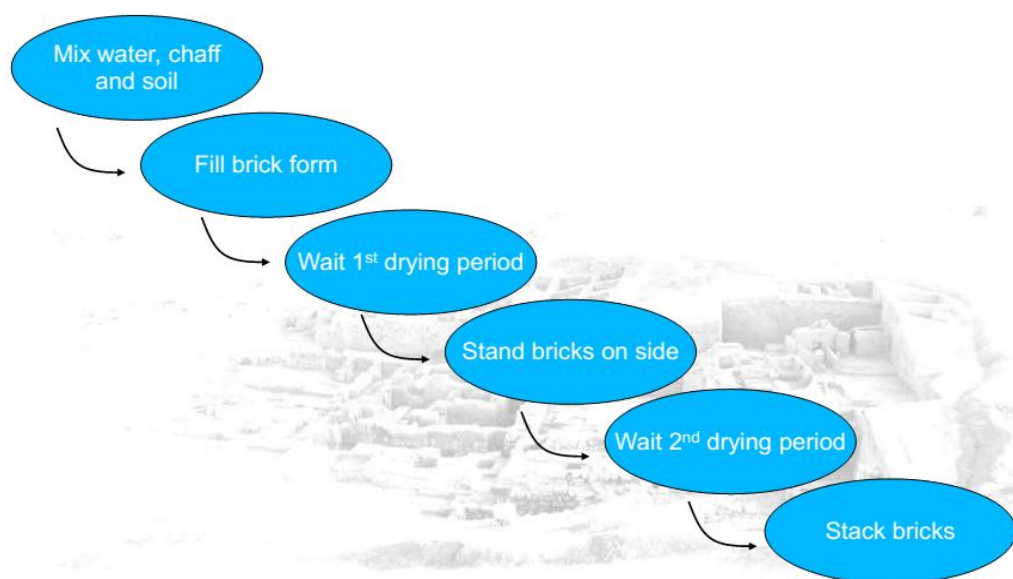 Mix water, chaff
and soil
Fill brick form
Wait 1st drying period
Stand bricks on side
Wait 2nd drying period
Stack bricks